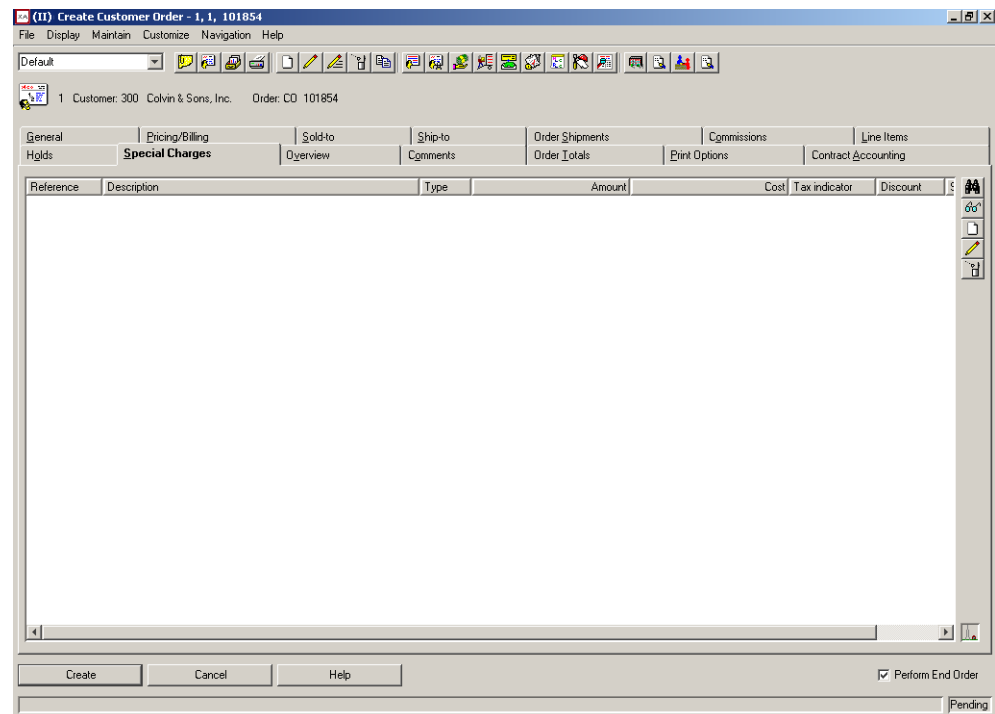 XA (II) Create Customer Order - 1, 1, 101854
File Display Maintain Customize Navigation Help
Default
1 Customer: 300 Colvin & Sons, Inc. Order: CO 101854
General Pricing/Billing Sold-to Ship-to Order Shipments Commissions Line Items
Holds Special Charges Overview Comments Order Totals Print Options Contract Accounting
Reference Description Type Amount Cost Tax indicator Discount
Create Cancel Help Perform End Order
Pending